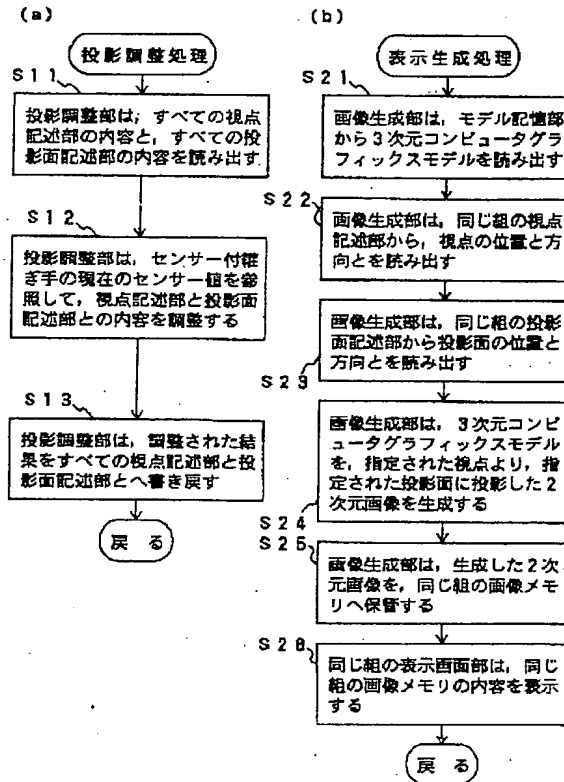 (a)
投影調整処理
S11
投影調整部は，すべての視点
記述部の内容と，すべての投
影面記述部の内容を読み出す
S12
投影調整部は，センサー付継
ぎ手の現在のセンサー値を参
照して，視点記述部と投影面
記述部との内容を調整する
S13
投影調整部は，調整された結
果をすべての視点記述部と投
影面記述部とへ書き戻す
戻る
(b)
表示生成処理
S21
画像生成部は，モデル記憶部
から3次元コンピュータグラ
フィックスモデルを読み出す
S22
画像生成部は，同じ組の視点
記述部から，視点の位置と方
向とを読み出す
S23
画像生成部は，同じ組の投影
面記述部から投影面の位置と
方向とを読み出す
S24
画像生成部は，3次元コンピ
ュータグラフィックスモデル
を，指定された視点より，指
定された投影面に投影した2
次元画像を生成する
S25
画像生成部は，生成した2次
元画像を，同じ組の画像メモ
リへ保管する
S26
同じ組の表示画面部は，同じ
組の画像メモリの内容を表示
する
戻る